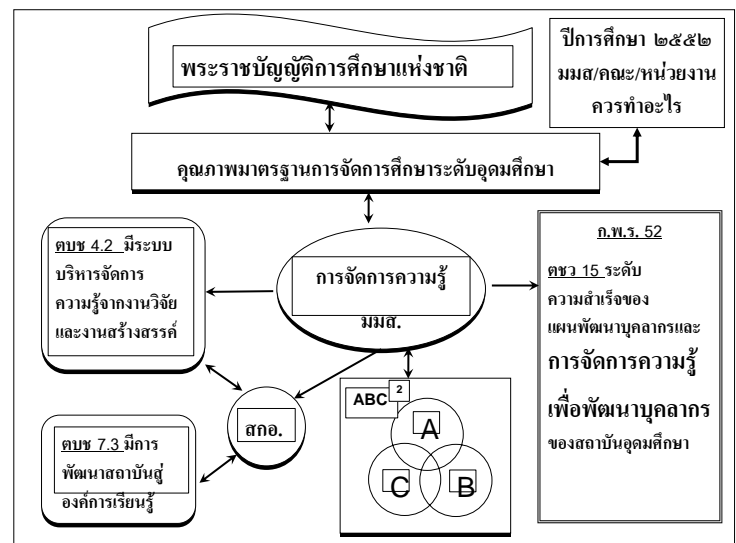 พระราชบัญญัติการศึกษาแห่งชาติ
ปีการศึกษา ๒๕๕๒
มมส/คณะ/หน่วยงาน
ควรทำอะไร
คุณภาพมาตรฐานการจัดการศึกษาระดับอุดมศึกษา
ตบช 4.2 มีระบบ
บริหารจัดการ
ความรู้จากงานวิจัย
และงานสร้างสรรค์
การจัดการความรู้
มมส.
ก.พ.ร. 52
ตชว 15 ระดับ
ความสำเร็จของ
แผนพัฒนาบุคลากรและ
การจัดการความรู้
เพื่อพัฒนาบุคลากร
ของสถาบันอุดมศึกษา
สกอ.
ตบช 7.3 มีการ
พัฒนาสถาบันสู่
องค์การเรียนรู้
ABC 2
A
C
B